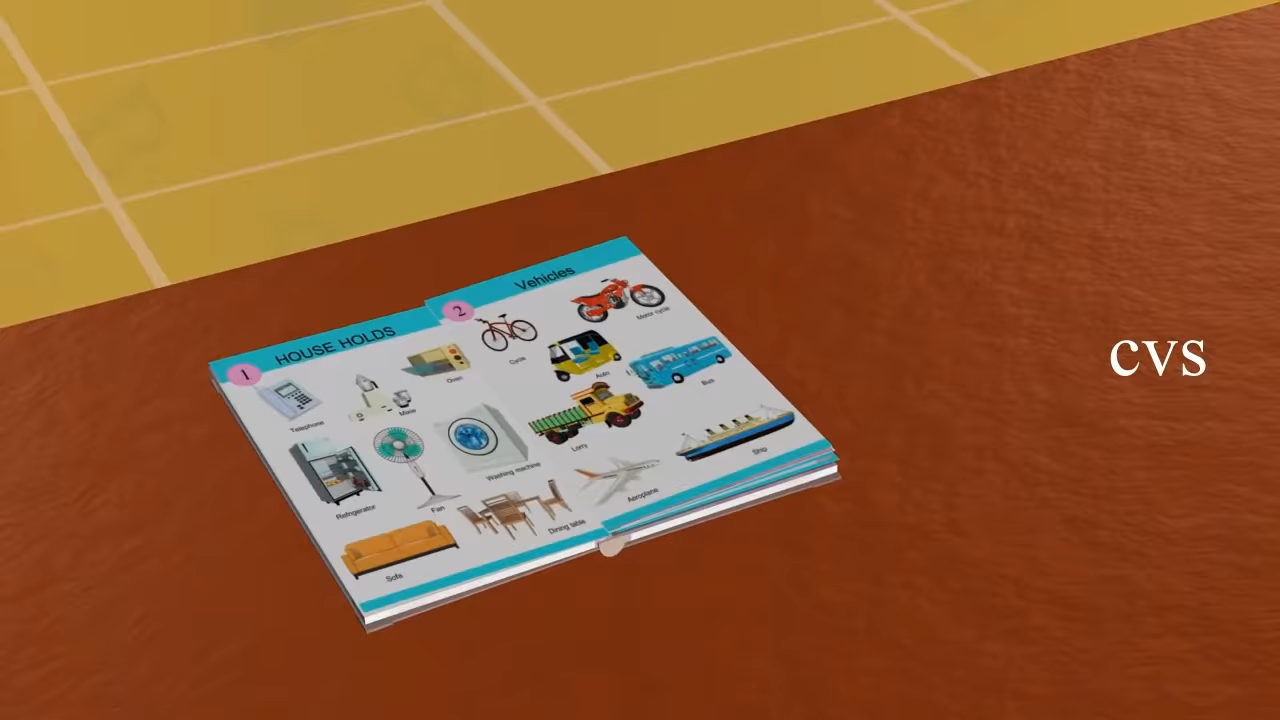 1 HOUSE HOLDS
Telephone
Mixie
Oven
Refrigerator
Fan
Washing machine
Sofa
Dining table
2 Vehicles
Cycle
Motor cycle
Auto
Bus
Lorry
Ship
Aeroplane
cvs